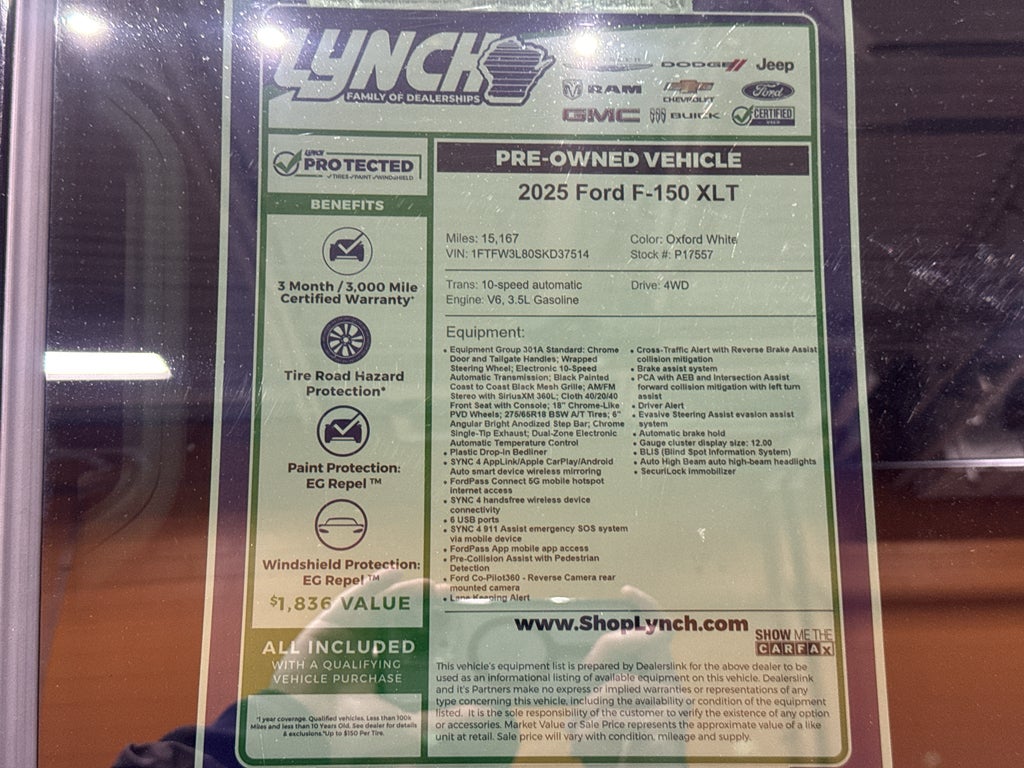 LYNCH
FAMILY OF DEALERSHIPS
DODGE Jeep
RAM CHEVROLET Ford
GMC BUICK CERTIFIED
LYNCH
PROTECTED
✓TIRES ✓PAINT ✓WINDSHIELD
BENEFITS
3 Month / 3,000 Mile
Certified Warranty*
Tire Road Hazard
Protection*
Paint Protection:
EG Repel ™
Windshield Protection:
EG Repel ™
$1,836 VALUE
ALL INCLUDED
WITH A QUALIFYING
VEHICLE PURCHASE
*1 year coverage. Qualified vehicles. Less than 100k
Miles and less than 10 Years Old. See dealer for details
& exclusions.*Up to $150 Per Tire.
PRE-OWNED VEHICLE
2025 Ford F-150 XLT
Miles: 15,167
VIN: 1FTFW3L80SKD37514
Color: Oxford White
Stock #: P17557
Trans: 10-speed automatic
Engine: V6, 3.5L Gasoline
Drive: 4WD
Equipment:
• Equipment Group 301A Standard: Chrome
Door and Tailgate Handles; Wrapped
Steering Wheel; Electronic 10-Speed
Automatic Transmission; Black Painted
Coast to Coast Black Mesh Grille; AM/FM
Stereo with SiriusXM 360L; Cloth 40/20/40
Front Seat with Console; 18" Chrome-Like
PVD Wheels; 275/65R18 BSW A/T Tires; 6"
Angular Bright Anodized Step Bar; Chrome
Single-Tip Exhaust; Dual-Zone Electronic
Automatic Temperature Control
• Plastic Drop-In Bedliner
• SYNC 4 AppLink/Apple CarPlay/Android
Auto smart device wireless mirroring
• FordPass Connect 5G mobile hotspot
internet access
• SYNC 4 handsfree wireless device
connectivity
• 6 USB ports
• SYNC 4 911 Assist emergency SOS system
via mobile device
• FordPass App mobile app access
• Pre-Collision Assist with Pedestrian
Detection
• Ford Co-Pilot360 - Reverse Camera rear
mounted camera
• Lane Keeping Alert
• Cross-Traffic Alert with Reverse Brake Assist
collision mitigation
• Brake assist system
• PCA with AEB and Intersection Assist
forward collision mitigation with left turn
assist
• Driver Alert
• Evasive Steering Assist evasion assist
system
• Automatic brake hold
• Gauge cluster display size: 12.00
• BLIS (Blind Spot Information System)
• Auto High Beam auto high-beam headlights
• SecuriLock immobilizer
www.ShopLynch.com
SHOW ME THE
CARFAX
This vehicle's equipment list is prepared by Dealerslink for the above dealer to be
used as an informational listing of available equipment on this vehicle. Dealerslink
and it's Partners make no express or implied warranties or representations of any
type concerning this vehicle, including the availability or condition of the equipment
listed. It is the sole responsibility of the customer to verify the existence of any option
or accessories. Market Value or Sale Price represents the approximate value of a like
unit at retail. Sale price will vary with condition, mileage and supply.